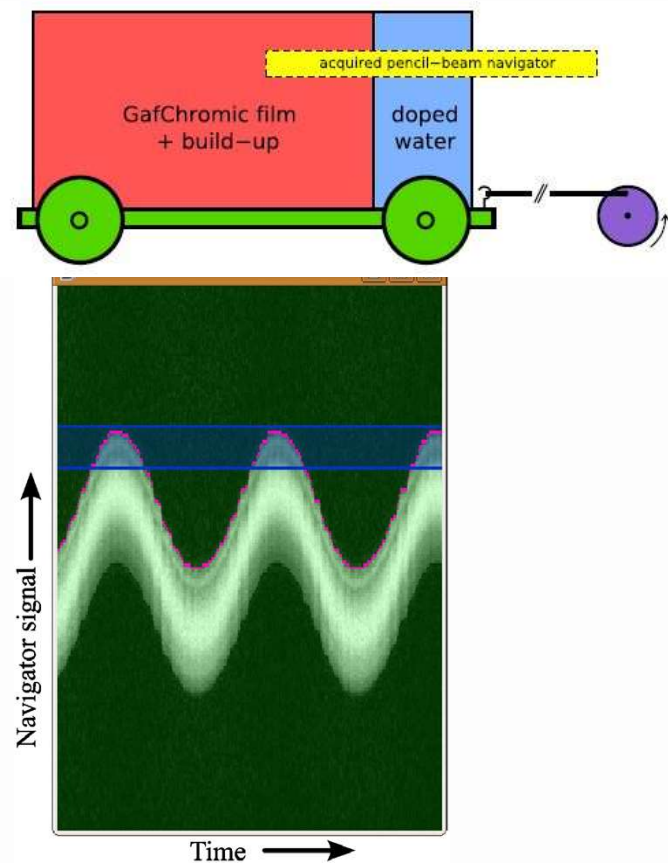 acquired pencil−beam navigator
GafChromic film
+ build−up
doped
water
Navigator signal
Time